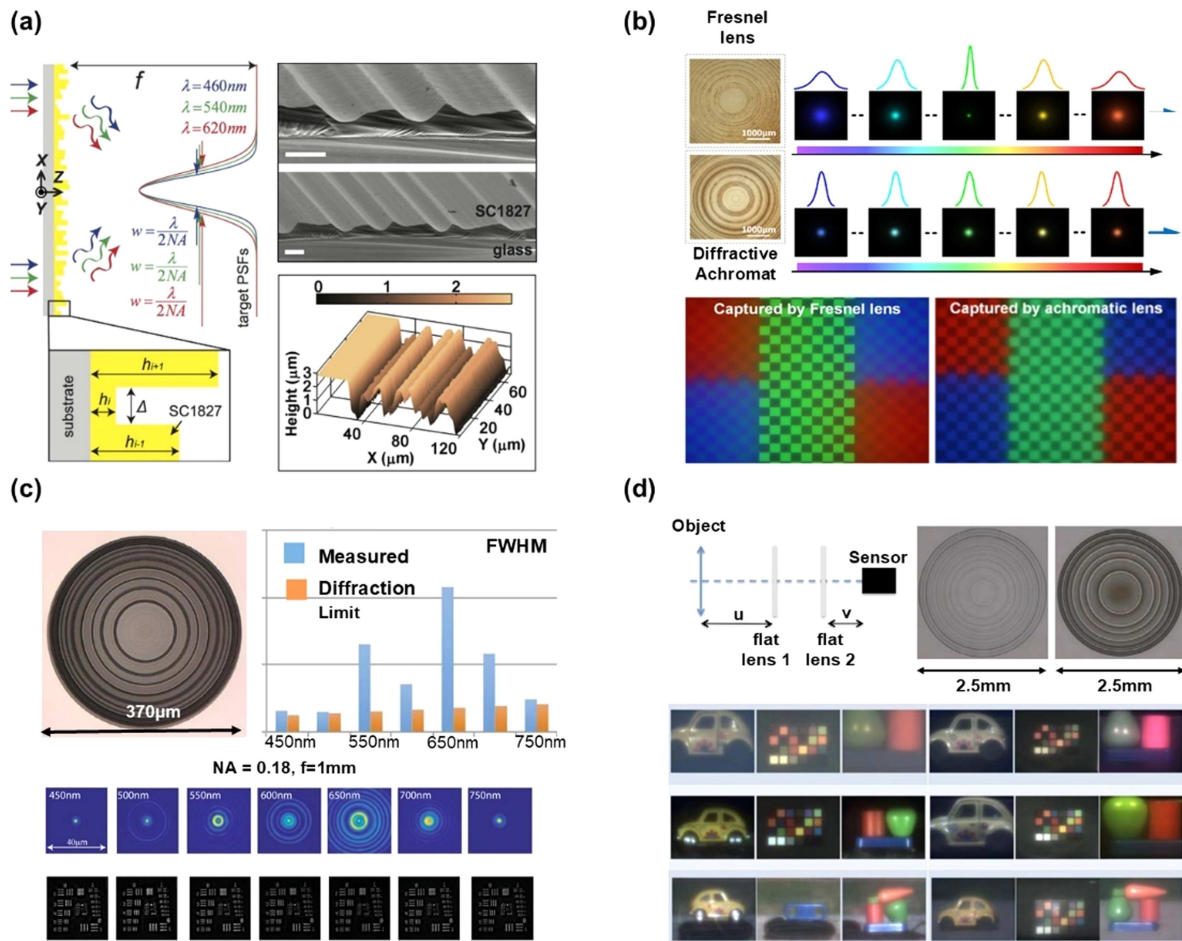 (a)
f
λ=460nm
λ=540nm
λ=620nm
X
Z
Y
w = λ/2NA
w = λ/2NA
w = λ/2NA
target PSFs
substrate
hi+1
hi
Δ
SC1827
hi-1
SC1827
glass
0 1 2
Height (μm)
3
2
1
0
40
80
120
X (μm)
20
40
60
Y (μm)
(b)
Fresnel
lens
1000μm
1000μm
Diffractive
Achromat
Captured by Fresnel lens
Captured by achromatic lens
(c)
370μm
FWHM
Measured
Diffraction
Limit
450nm 550nm 650nm 750nm
NA = 0.18, f=1mm
450nm 500nm 550nm 600nm 650nm 700nm 750nm
40μm
(d)
Object
Sensor
u
v
flat
lens 1
flat
lens 2
2.5mm
2.5mm